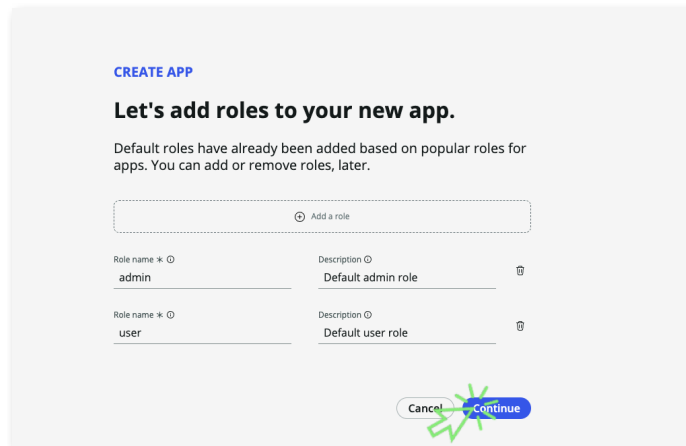 CREATE APP
Let's add roles to your new app.
Default roles have already been added based on popular roles for
apps. You can add or remove roles, later.
Add a role
Role name * Description
admin Default admin role
Role name * Description
user Default user role
Cancel Continue